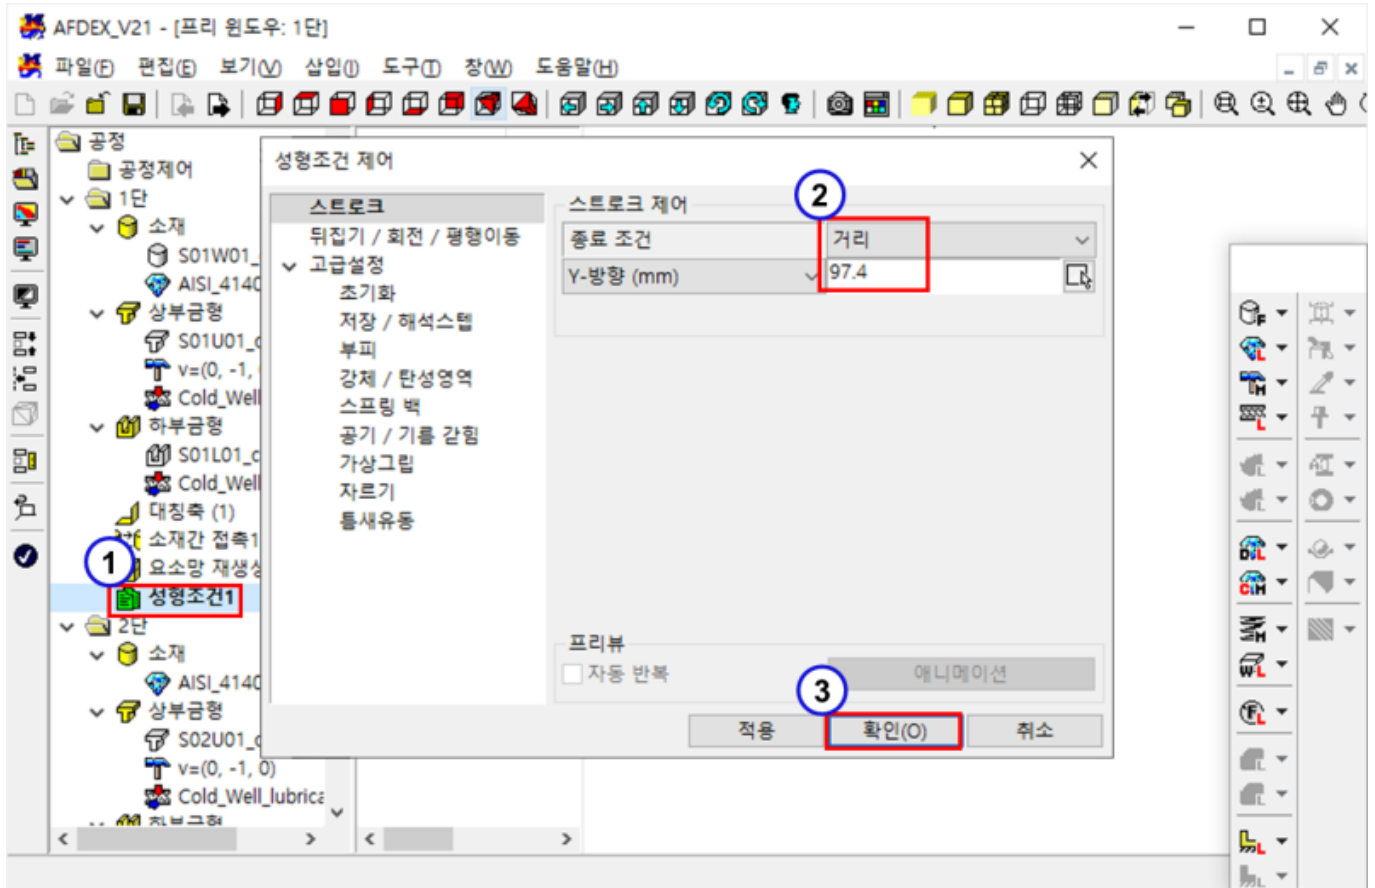 AFDEX_V21 - [프리 윈도우: 1단]
파일(F) 편집(E) 보기(V) 삽입(I) 도구(T) 창(W) 도움말(H)
공정
공정제어
1단
소재
S01W01_
AISI_4140
상부금형
S01U01_
v=(0, -1,
Cold_Well
하부금형
S01L01_
Cold_Well
대칭축 (1)
소재간 접촉1
요소망 재생성
성형조건1
2단
소재
AISI_4140
상부금형
S02U01_
v=(0, -1, 0)
Cold_Well_lubrica
하부금형
1
성형조건 제어
스트로크
뒤집기 / 회전 / 평행이동
고급설정
초기화
저장 / 해석스텝
부피
강체 / 탄성영역
스프링 백
공기 / 기름 갇힘
가상그립
자르기
틈새유동
스트로크 제어
2
종료 조건 거리
Y-방향 (mm) 97.4
프리뷰
자동 반복 애니메이션
3
적용 확인(O) 취소